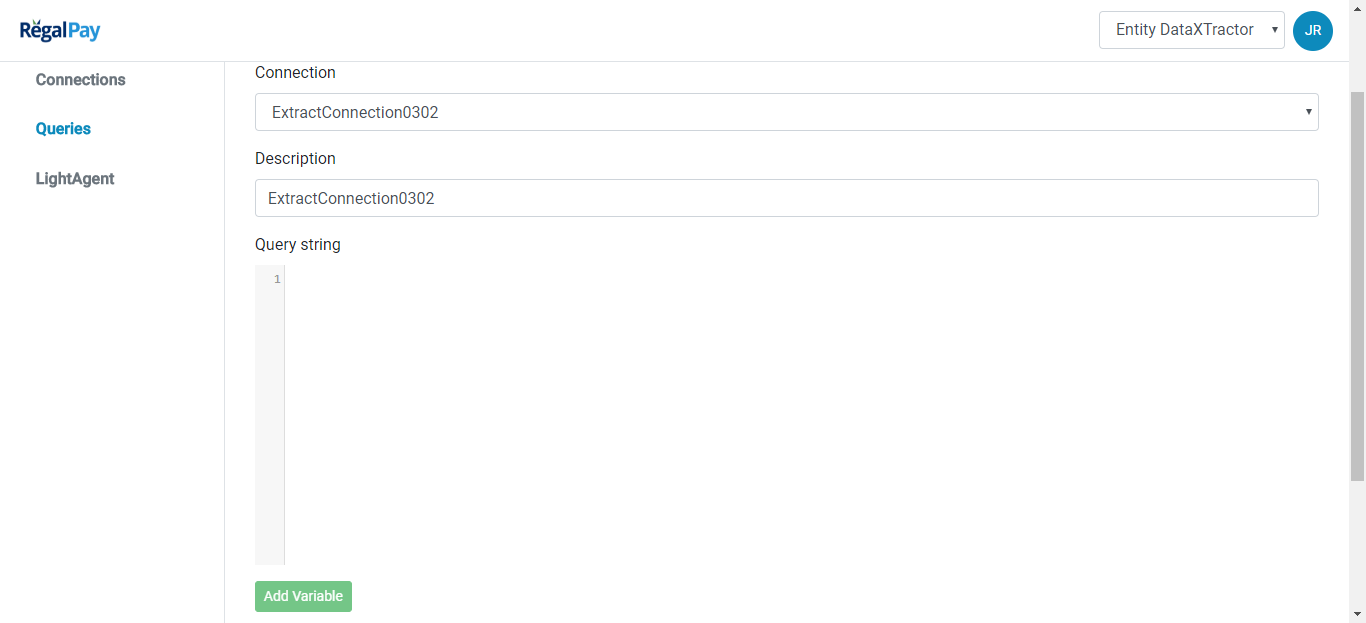 RegalPay
Entity DataXTractor
JR
Connections
Queries
LightAgent
Connection
ExtractConnection0302
Description
ExtractConnection0302
Query string
1
Add Variable